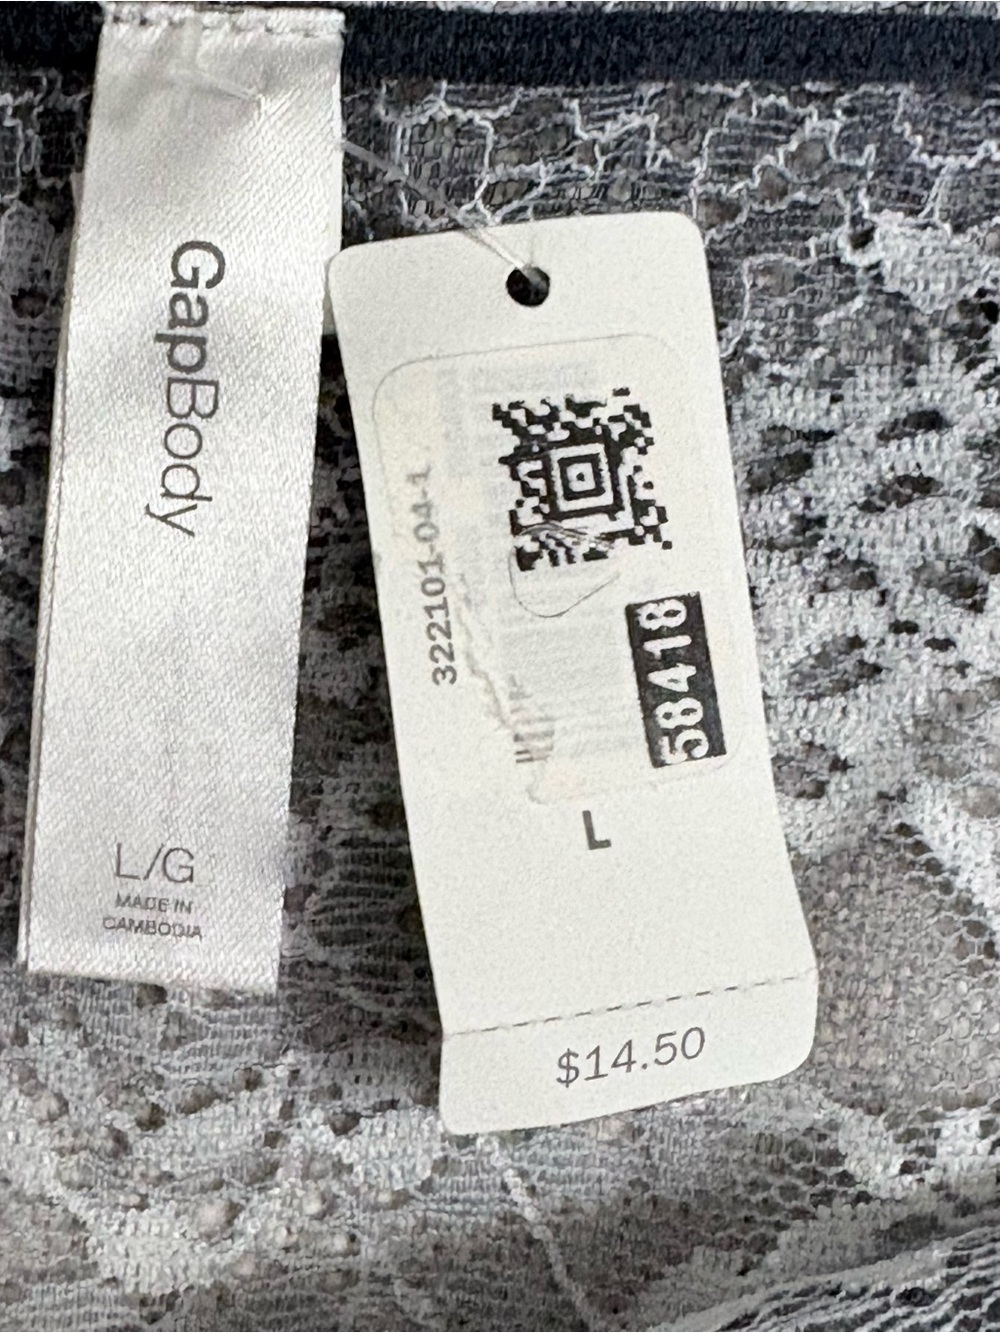 GapBody
L/G
MADE IN
CAMBODIA
322101-04-1
58418
L
$14.50